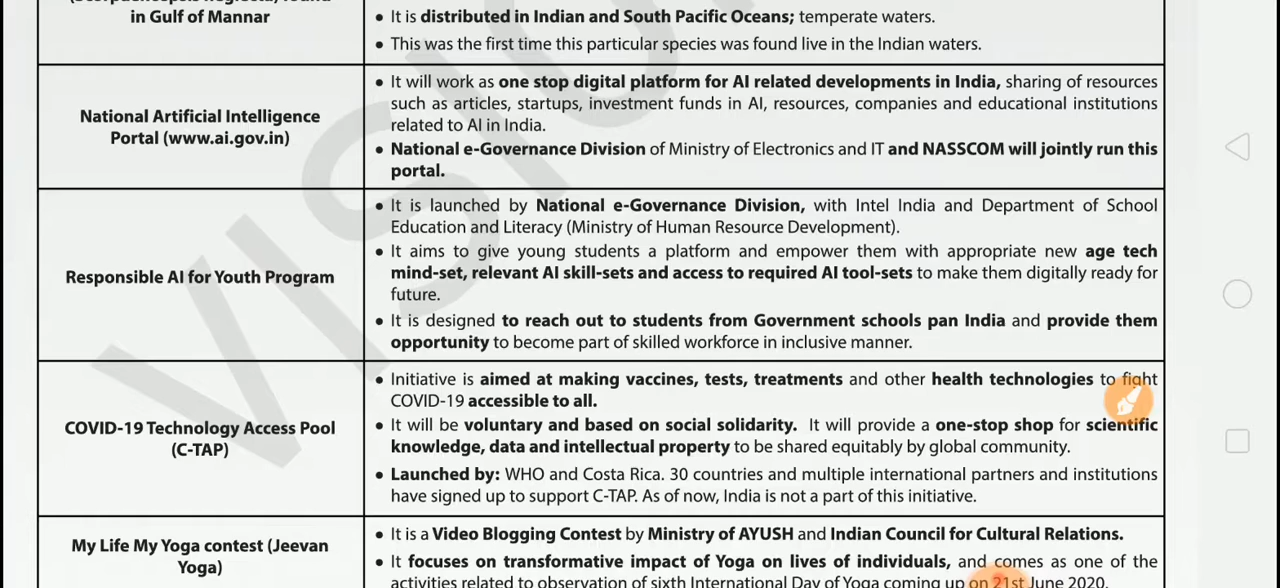 in Gulf of Mannar
• It is distributed in Indian and South Pacific Oceans; temperate waters.
• This was the first time this particular species was found live in the Indian waters.
National Artificial Intelligence
Portal (www.ai.gov.in)
• It will work as one stop digital platform for AI related developments in India, sharing of resources
such as articles, startups, investment funds in AI, resources, companies and educational institutions
related to AI in India.
• National e-Governance Division of Ministry of Electronics and IT and NASSCOM will jointly run this
portal.
Responsible AI for Youth Program
• It is launched by National e-Governance Division, with Intel India and Department of School
Education and Literacy (Ministry of Human Resource Development).
• It aims to give young students a platform and empower them with appropriate new age tech
mind-set, relevant AI skill-sets and access to required AI tool-sets to make them digitally ready for
future.
• It is designed to reach out to students from Government schools pan India and provide them
opportunity to become part of skilled workforce in inclusive manner.
COVID-19 Technology Access Pool
(C-TAP)
• Initiative is aimed at making vaccines, tests, treatments and other health technologies to fight
COVID-19 accessible to all.
• It will be voluntary and based on social solidarity. It will provide a one-stop shop for scientific
knowledge, data and intellectual property to be shared equitably by global community.
• Launched by: WHO and Costa Rica. 30 countries and multiple international partners and institutions
have signed up to support C-TAP. As of now, India is not a part of this initiative.
My Life My Yoga contest (Jeevan
Yoga)
• It is a Video Blogging Contest by Ministry of AYUSH and Indian Council for Cultural Relations.
• It focuses on transformative impact of Yoga on lives of individuals, and comes as one of the
activities related to observation of sixth International Day of Yoga coming up on 21st June 2020.